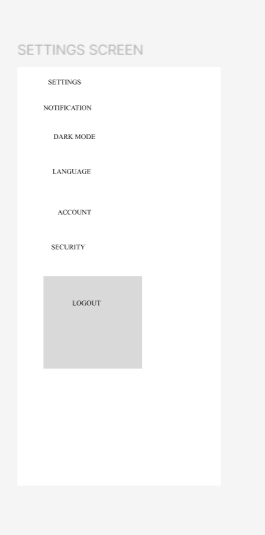 SETTINGS SCREEN
SETTINGS
NOTIFICATION
DARK MODE
LANGUAGE
ACCOUNT
SECURITY
LOGOUT